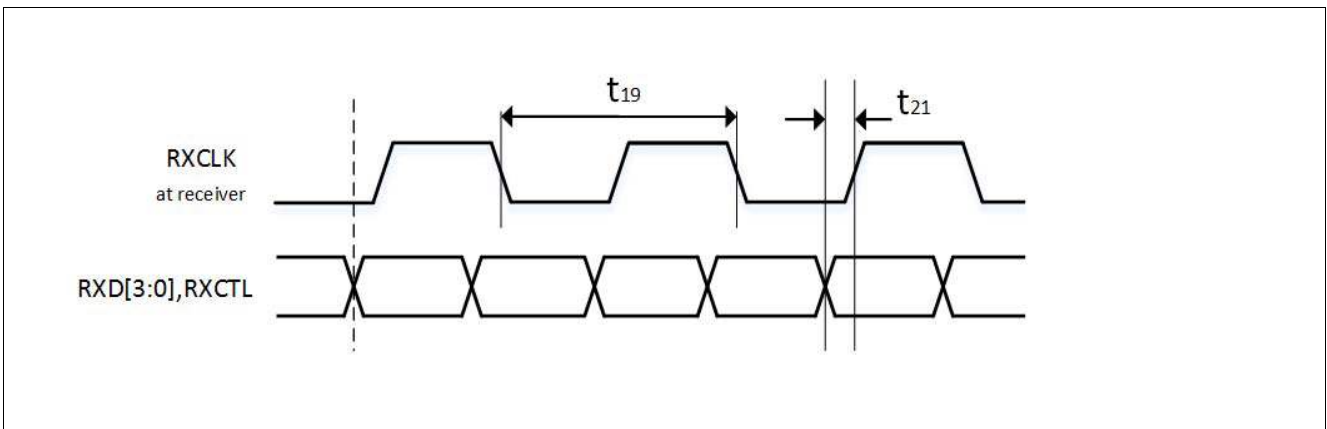 t19
t21
RXCLK
at receiver
RXD[3:0],RXCTL